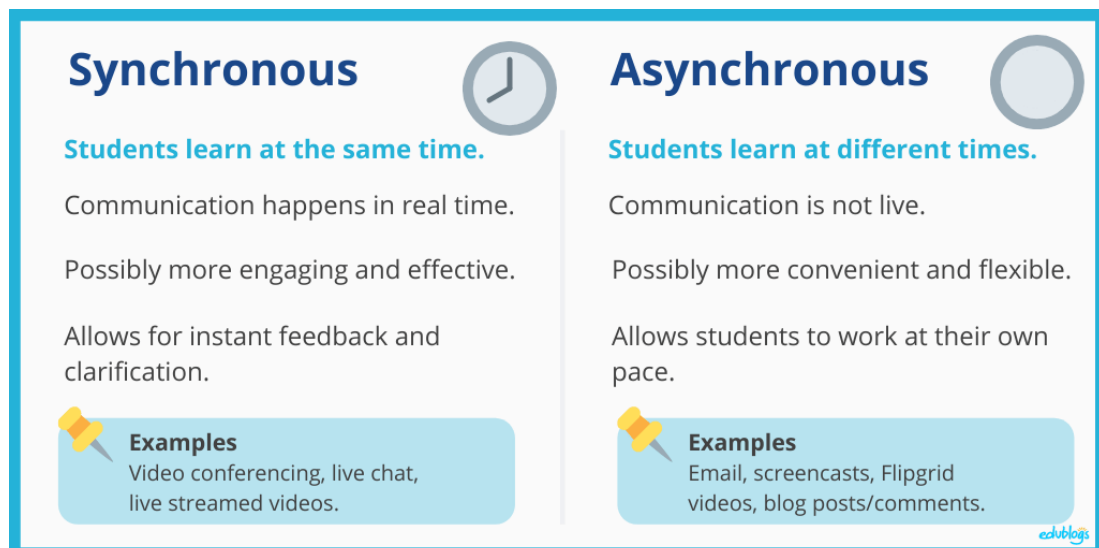 Synchronous
Students learn at the same time.
Communication happens in real time.
Possibly more engaging and effective.
Allows for instant feedback and
clarification.
Examples
Video conferencing, live chat,
live streamed videos.
Asynchronous
Students learn at different times.
Communication is not live.
Possibly more convenient and flexible.
Allows students to work at their own
pace.
Examples
Email, screencasts, Flipgrid
videos, blog posts/comments.
edublogs